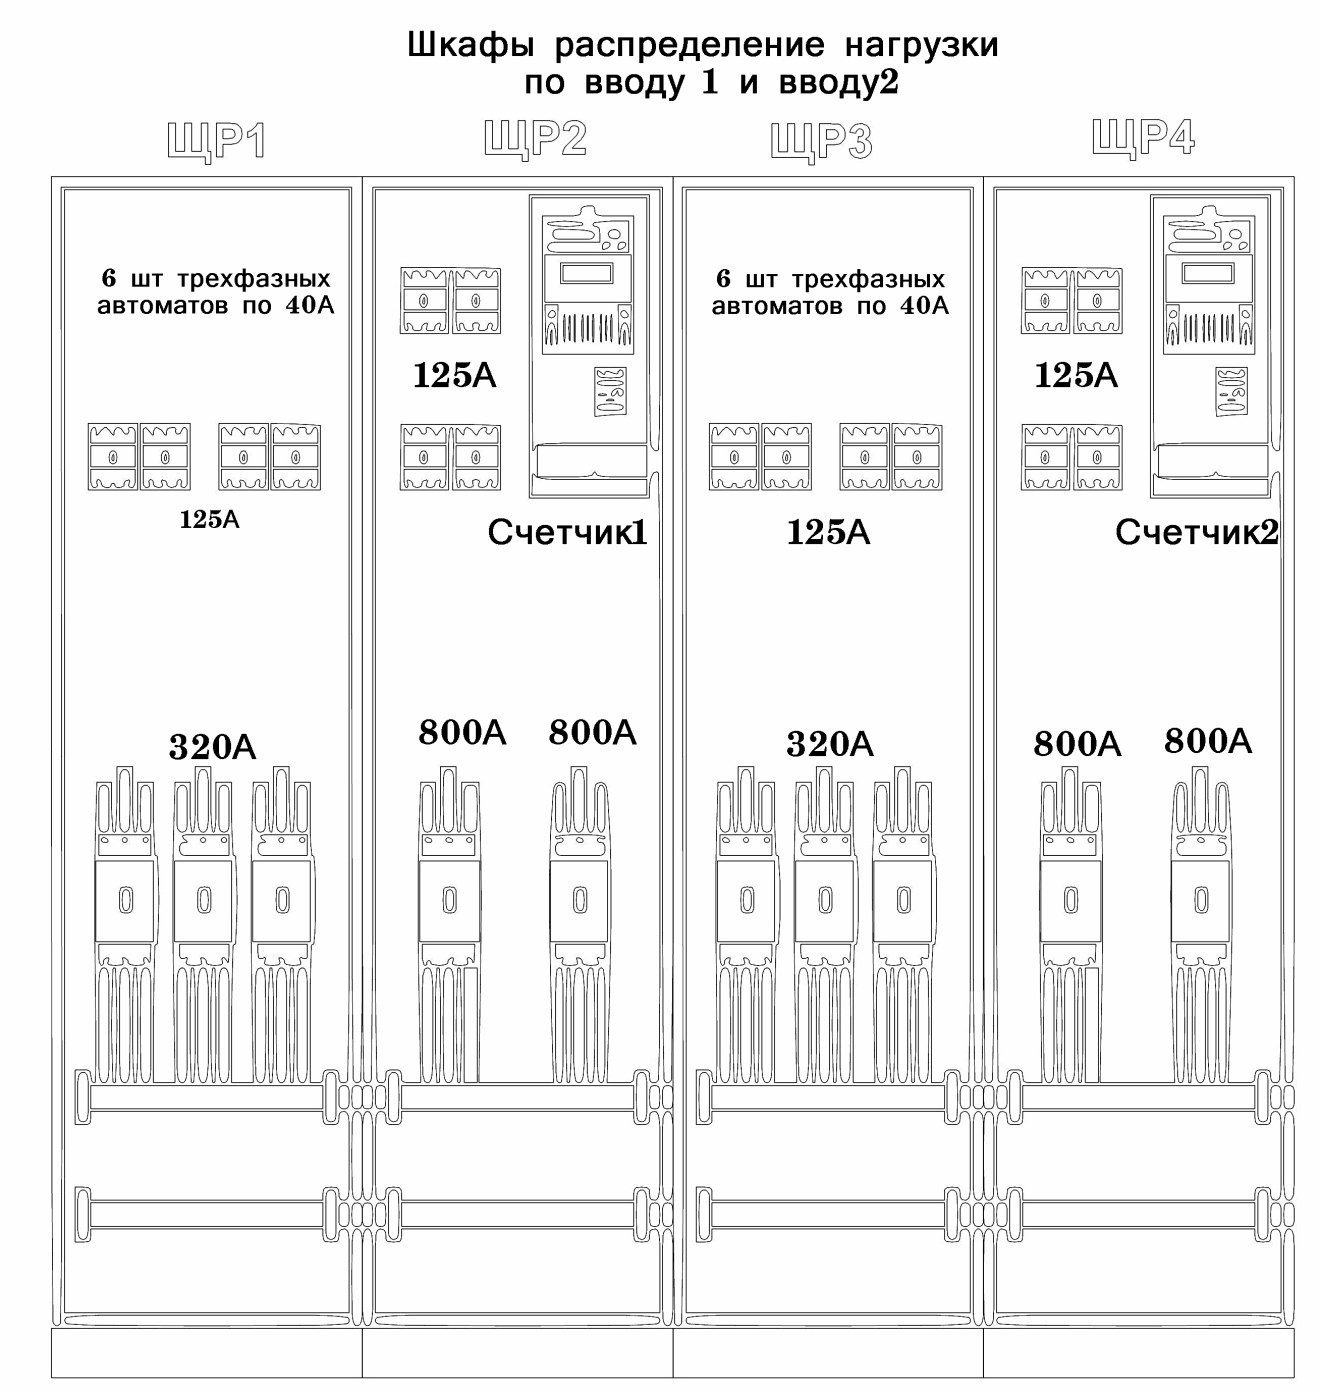 Шкафы распределение нагрузки
по вводу 1 и вводу2
ЩР1
ЩР2
ЩР3
ЩР4
6 шт трехфазных
автоматов по 40А
125А
6 шт трехфазных
автоматов по 40А
125А
125А
Счетчик1
125А
Счетчик2
320А
800А
800А
320А
800А
800А